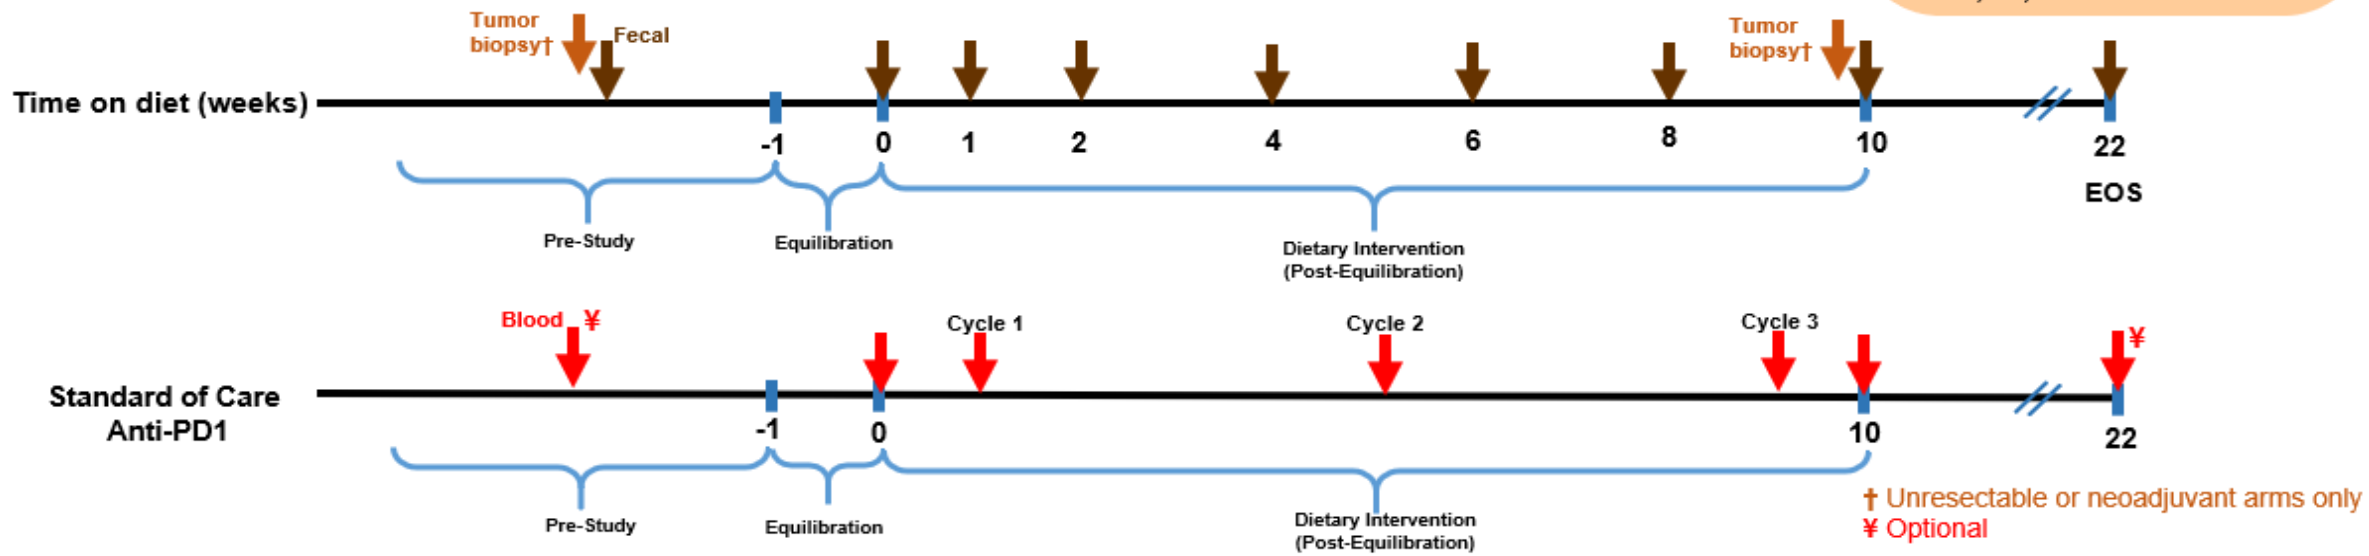 Tumor
biopsy†
Fecal
Tumor
biopsy†
Time on diet (weeks)
-1 0 1 2 4 6 8 10 22
EOS
Pre-Study
Equilibration
Dietary Intervention
(Post-Equilibration)
Blood ¥
Cycle 1
Cycle 2
Cycle 3
¥
Standard of Care
Anti-PD1
-1 0 10 22
Pre-Study
Equilibration
Dietary Intervention
(Post-Equilibration)
† Unresectable or neoadjuvant arms only
¥ Optional